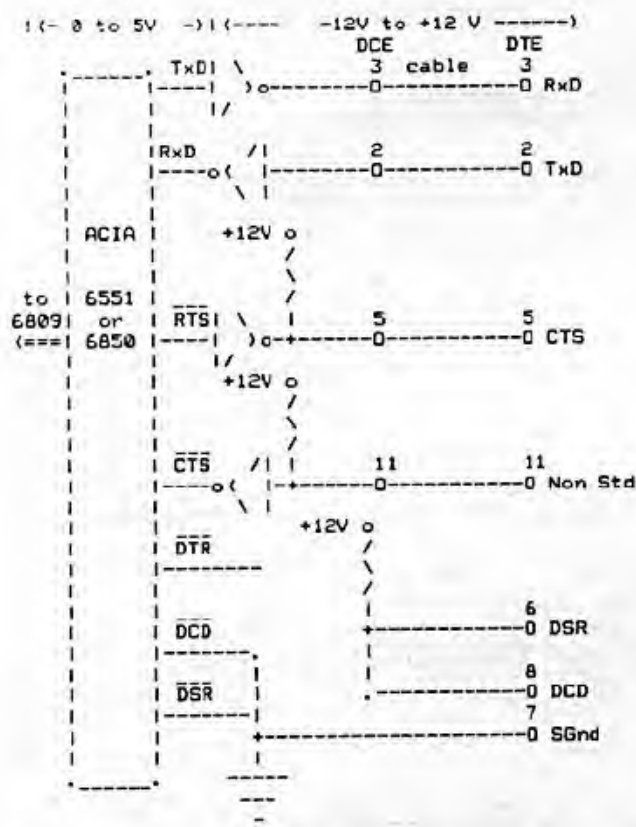 (- 0 to 5V -) (---- -12V to +12 V ------)
DCE DTE
TxD 3 cable 3
RxD
RxD 2 2
TxD
ACIA +12V
to 6551
6809 or RTS 5 5
(=== 6850 CTS
+12V
CTS 11 11
Non Std
+12V
DTR
6
DCD DSR
8
DSR DCD
7
SGnd